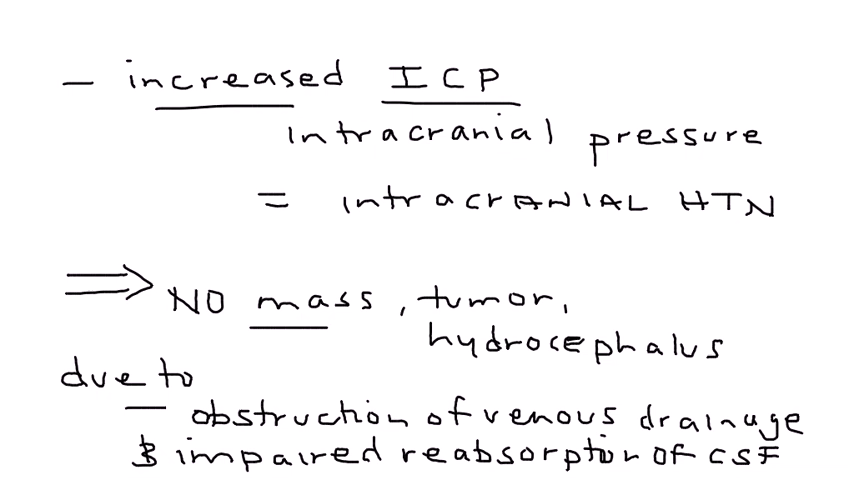 – increased ICP
intracranial pressure
= intracRANIAL HTN
⇒ NO mass, tumor,
hydrocephalus
due to
– obstruction of venous drainage
& impaired reabsorption OF CSF